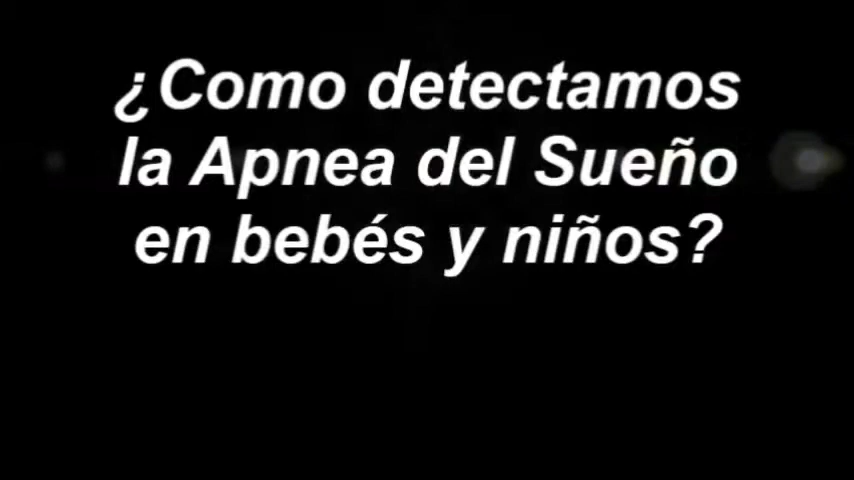 ¿Como detectamos
la Apnea del Sueño
en bebés y niños?